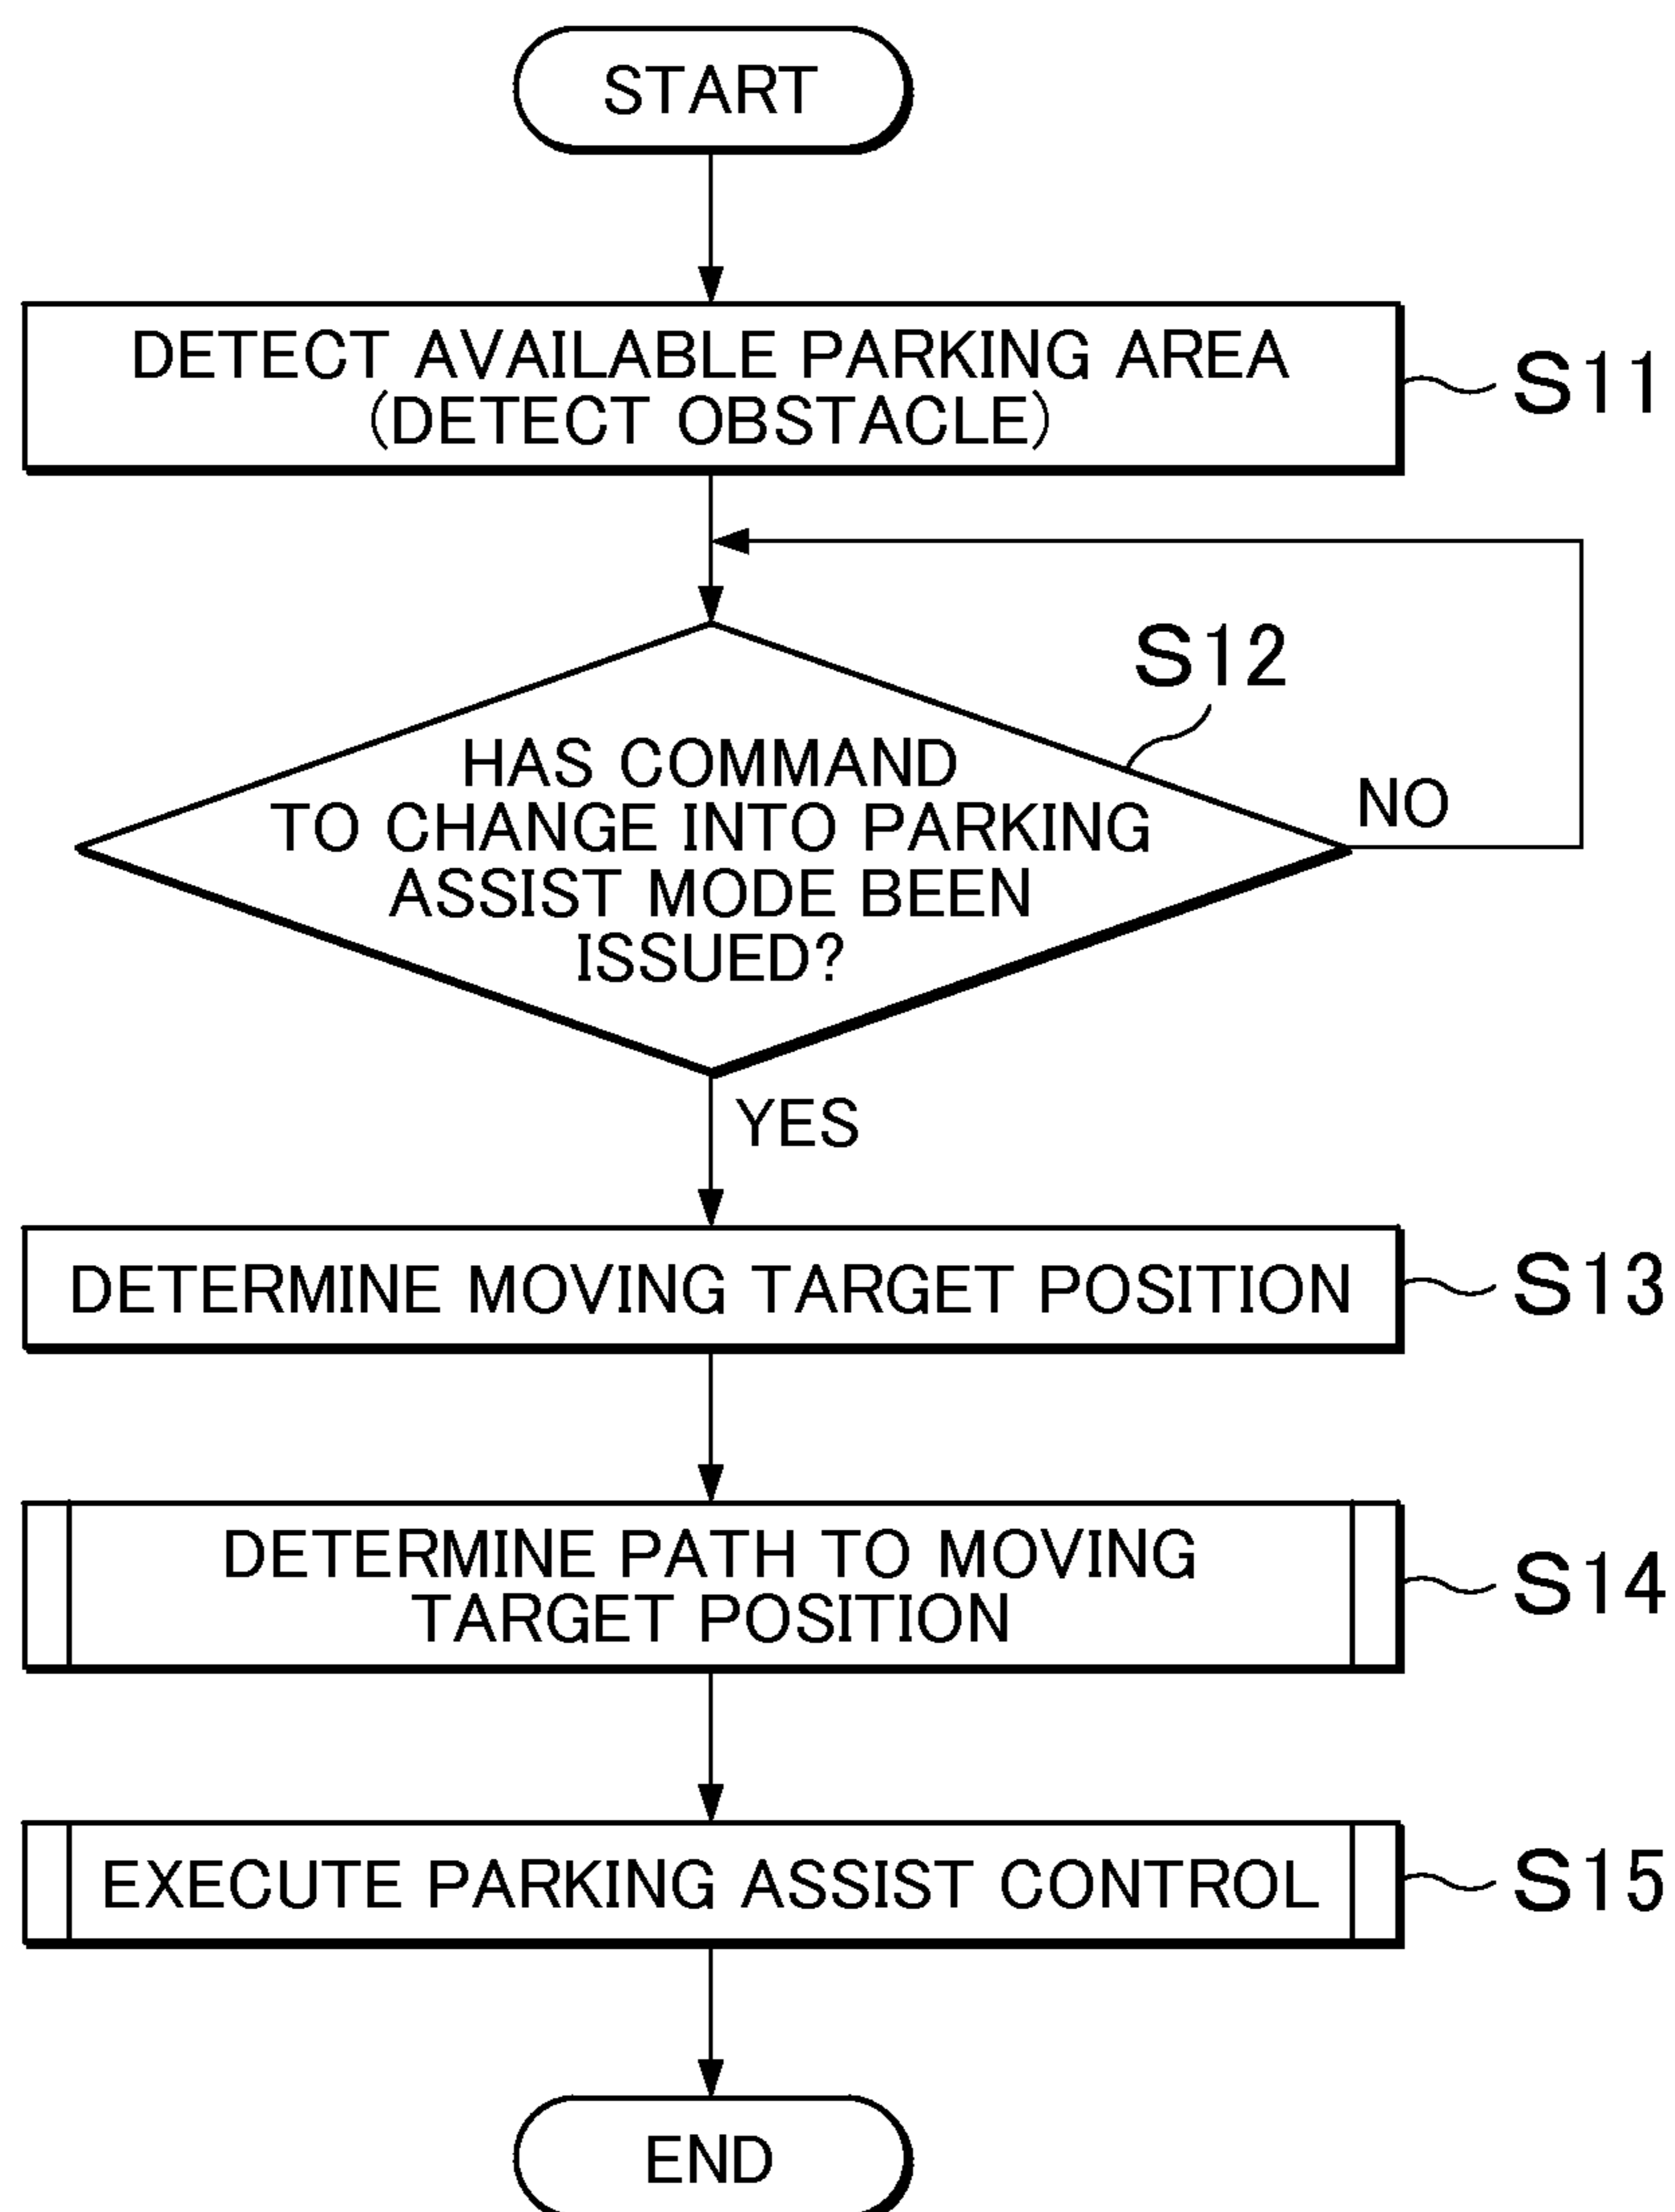 START
DETECT AVAILABLE PARKING AREA
(DETECT OBSTACLE)
S11
S12
HAS COMMAND
TO CHANGE INTO PARKING
ASSIST MODE BEEN
ISSUED?
NO
YES
DETERMINE MOVING TARGET POSITION
S13
DETERMINE PATH TO MOVING
TARGET POSITION
S14
EXECUTE PARKING ASSIST CONTROL
S15
END